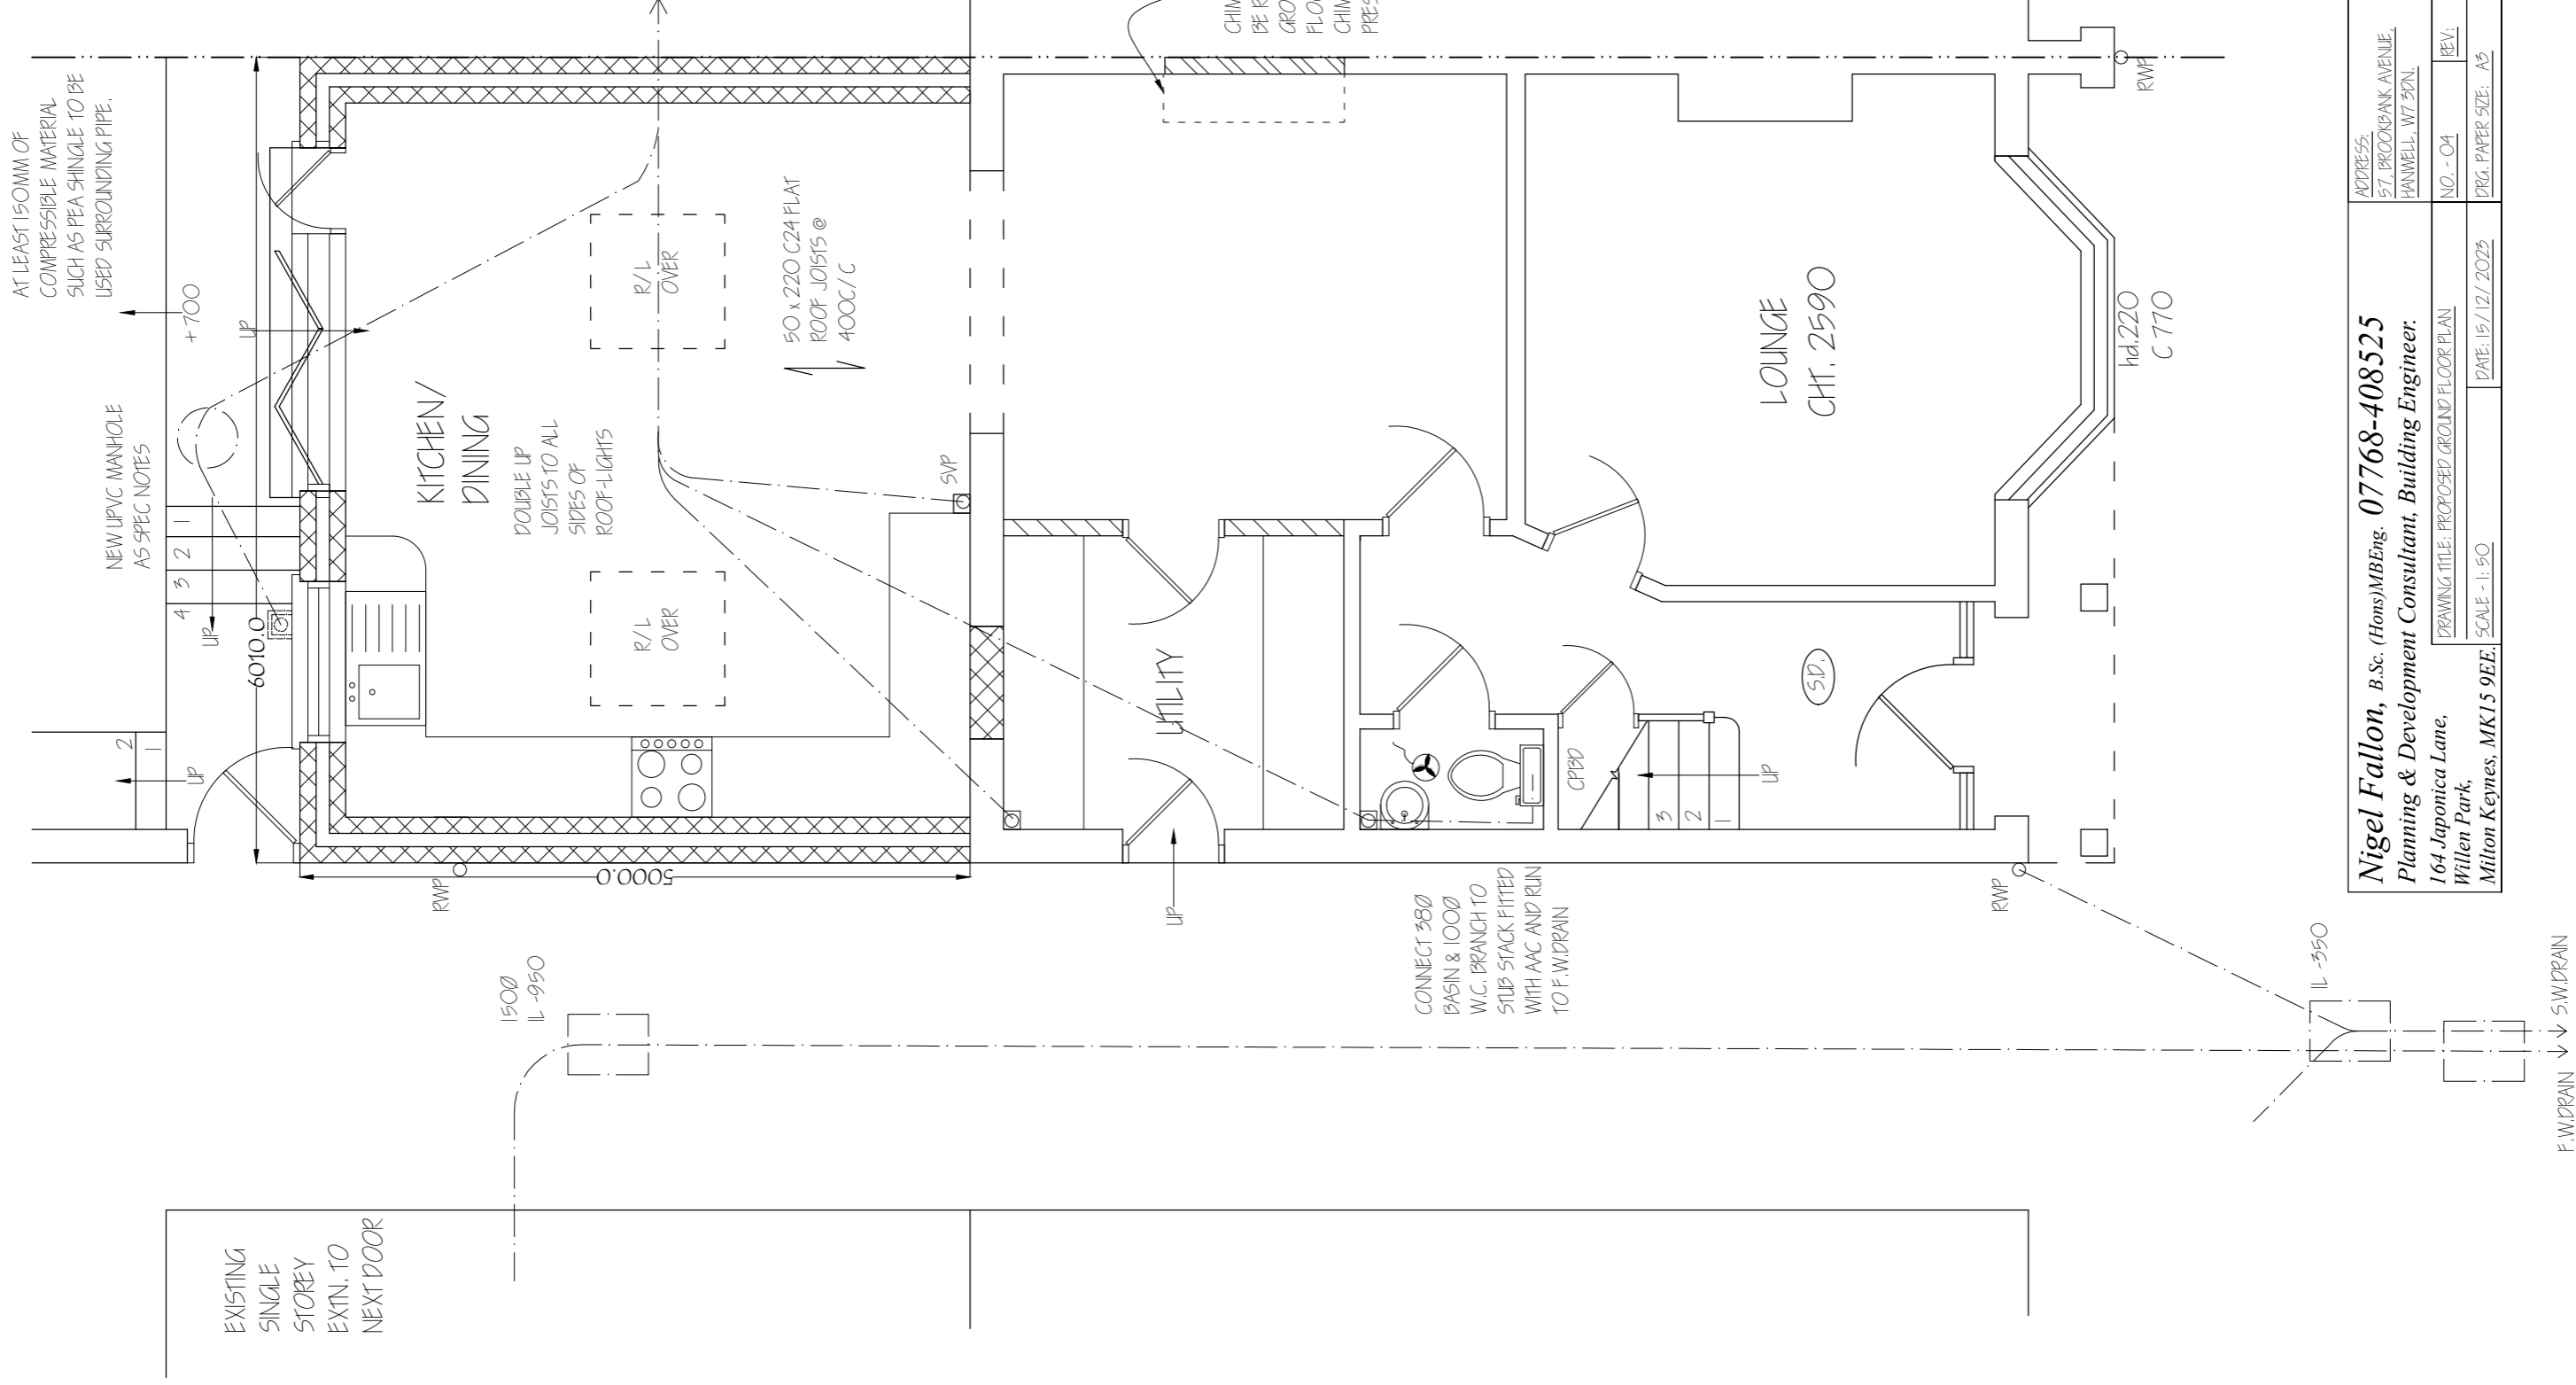 AT LEAST 150MM OF
COMPRESSIBLE MATERIAL
SUCH AS PEA SHINGLE TO BE
USED SURROUNDING PIPE.
+700
UP
NEW UPVC MANHOLE
AS SPEC NOTES
4 3 2 1
UP
6010.0
2
1
UP
KITCHEN/
DINING
DOUBLE UP
JOISTS TO ALL
SIDES OF
ROOF-LIGHTS
R/L
OVER
R/L
OVER
50 x 220 C24 FLAT
ROOF JOISTS @
400C/C
SVP
5000.0
RWP
CHIM
BE R
GRO
FLO
CHIM
PRES
UTILITY
UP
LOUNGE
CHT. 2590
hd.220
C 770
S.D.
CPBD
3
2
1
UP
RWP
RWP
1500
IL -950
CONNECT 38Ø
BASIN & 100Ø
W.C. BRANCH TO
STUB STACK FITTED
WITH AAC AND RUN
TO F.W.DRAIN
IL -350
F.W.DRAIN
S.W.DRAIN
EXISTING
SINGLE
STOREY
EXTN. TO
NEXT DOOR
Nigel Fallon, B.Sc. (Hons)MBEng. 07768-408525
Planning & Development Consultant, Building Engineer.
164 Japonica Lane,
Willen Park,
Milton Keynes, MK15 9EE.
DRAWING TITLE: PROPOSED GROUND FLOOR PLAN
SCALE - 1: 50
DATE: 15/12/2023
ADDRESS:
57, BROOKBANK AVENUE,
HANWELL, W7 3DN.
NO. - 04
REV:
DRG. PAPER SIZE: A3